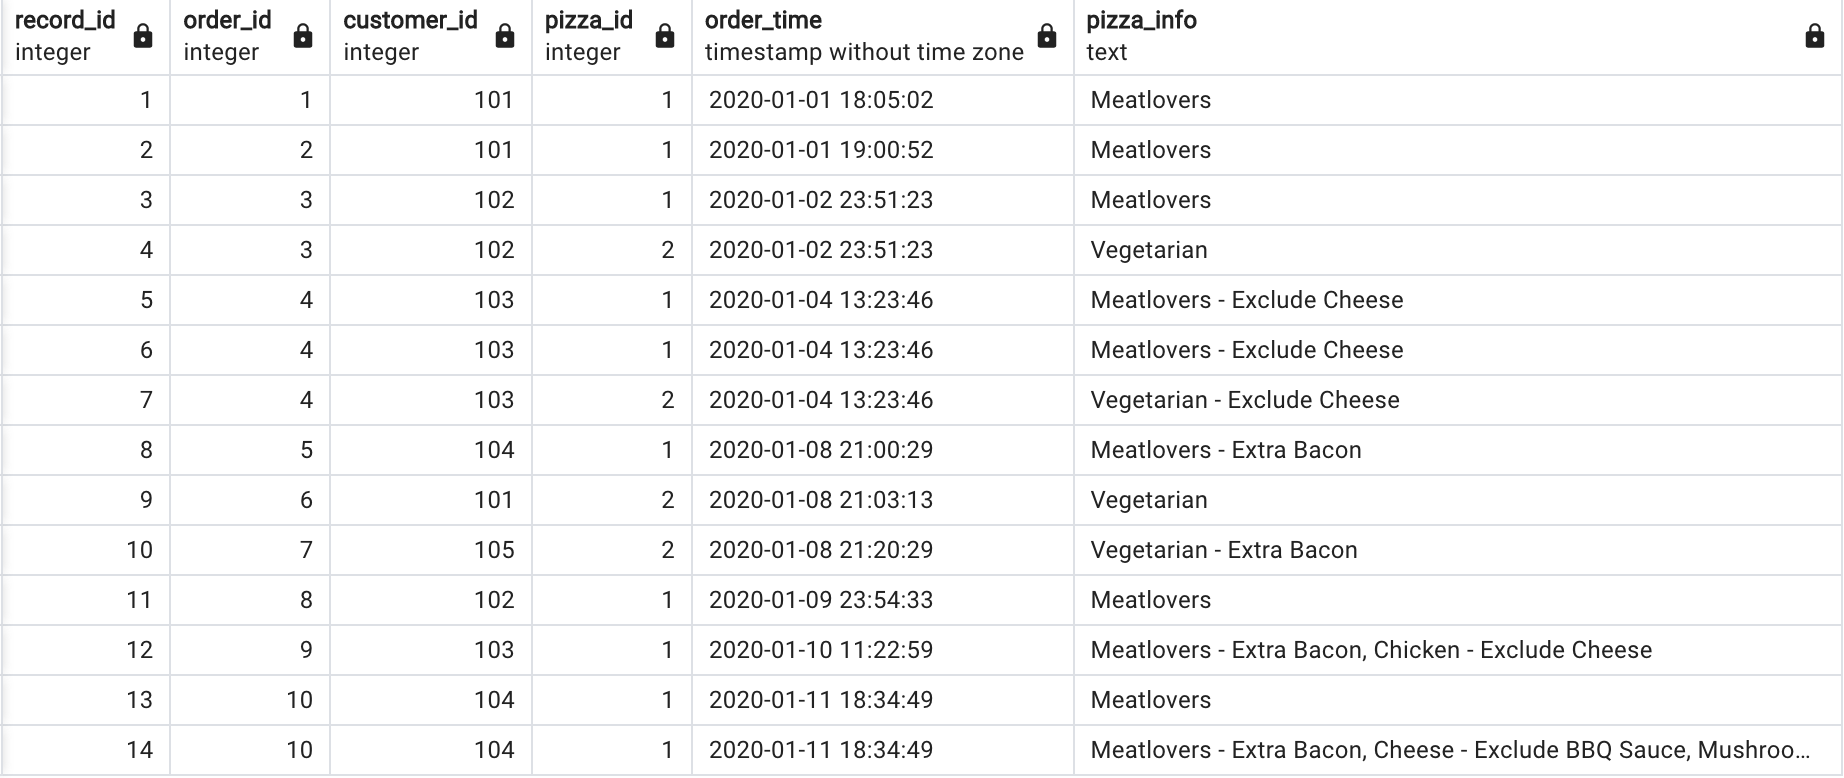 record_id order_id customer_id pizza_id order_time pizza_info
integer integer integer integer timestamp without time zone text
1 1 101 1 2020-01-01 18:05:02 Meatlovers
2 2 101 1 2020-01-01 19:00:52 Meatlovers
3 3 102 1 2020-01-02 23:51:23 Meatlovers
4 3 102 2 2020-01-02 23:51:23 Vegetarian
5 4 103 1 2020-01-04 13:23:46 Meatlovers - Exclude Cheese
6 4 103 1 2020-01-04 13:23:46 Meatlovers - Exclude Cheese
7 4 103 2 2020-01-04 13:23:46 Vegetarian - Exclude Cheese
8 5 104 1 2020-01-08 21:00:29 Meatlovers - Extra Bacon
9 6 101 2 2020-01-08 21:03:13 Vegetarian
10 7 105 2 2020-01-08 21:20:29 Vegetarian - Extra Bacon
11 8 102 1 2020-01-09 23:54:33 Meatlovers
12 9 103 1 2020-01-10 11:22:59 Meatlovers - Extra Bacon, Chicken - Exclude Cheese
13 10 104 1 2020-01-11 18:34:49 Meatlovers
14 10 104 1 2020-01-11 18:34:49 Meatlovers - Extra Bacon, Cheese - Exclude BBQ Sauce, Mushroo...